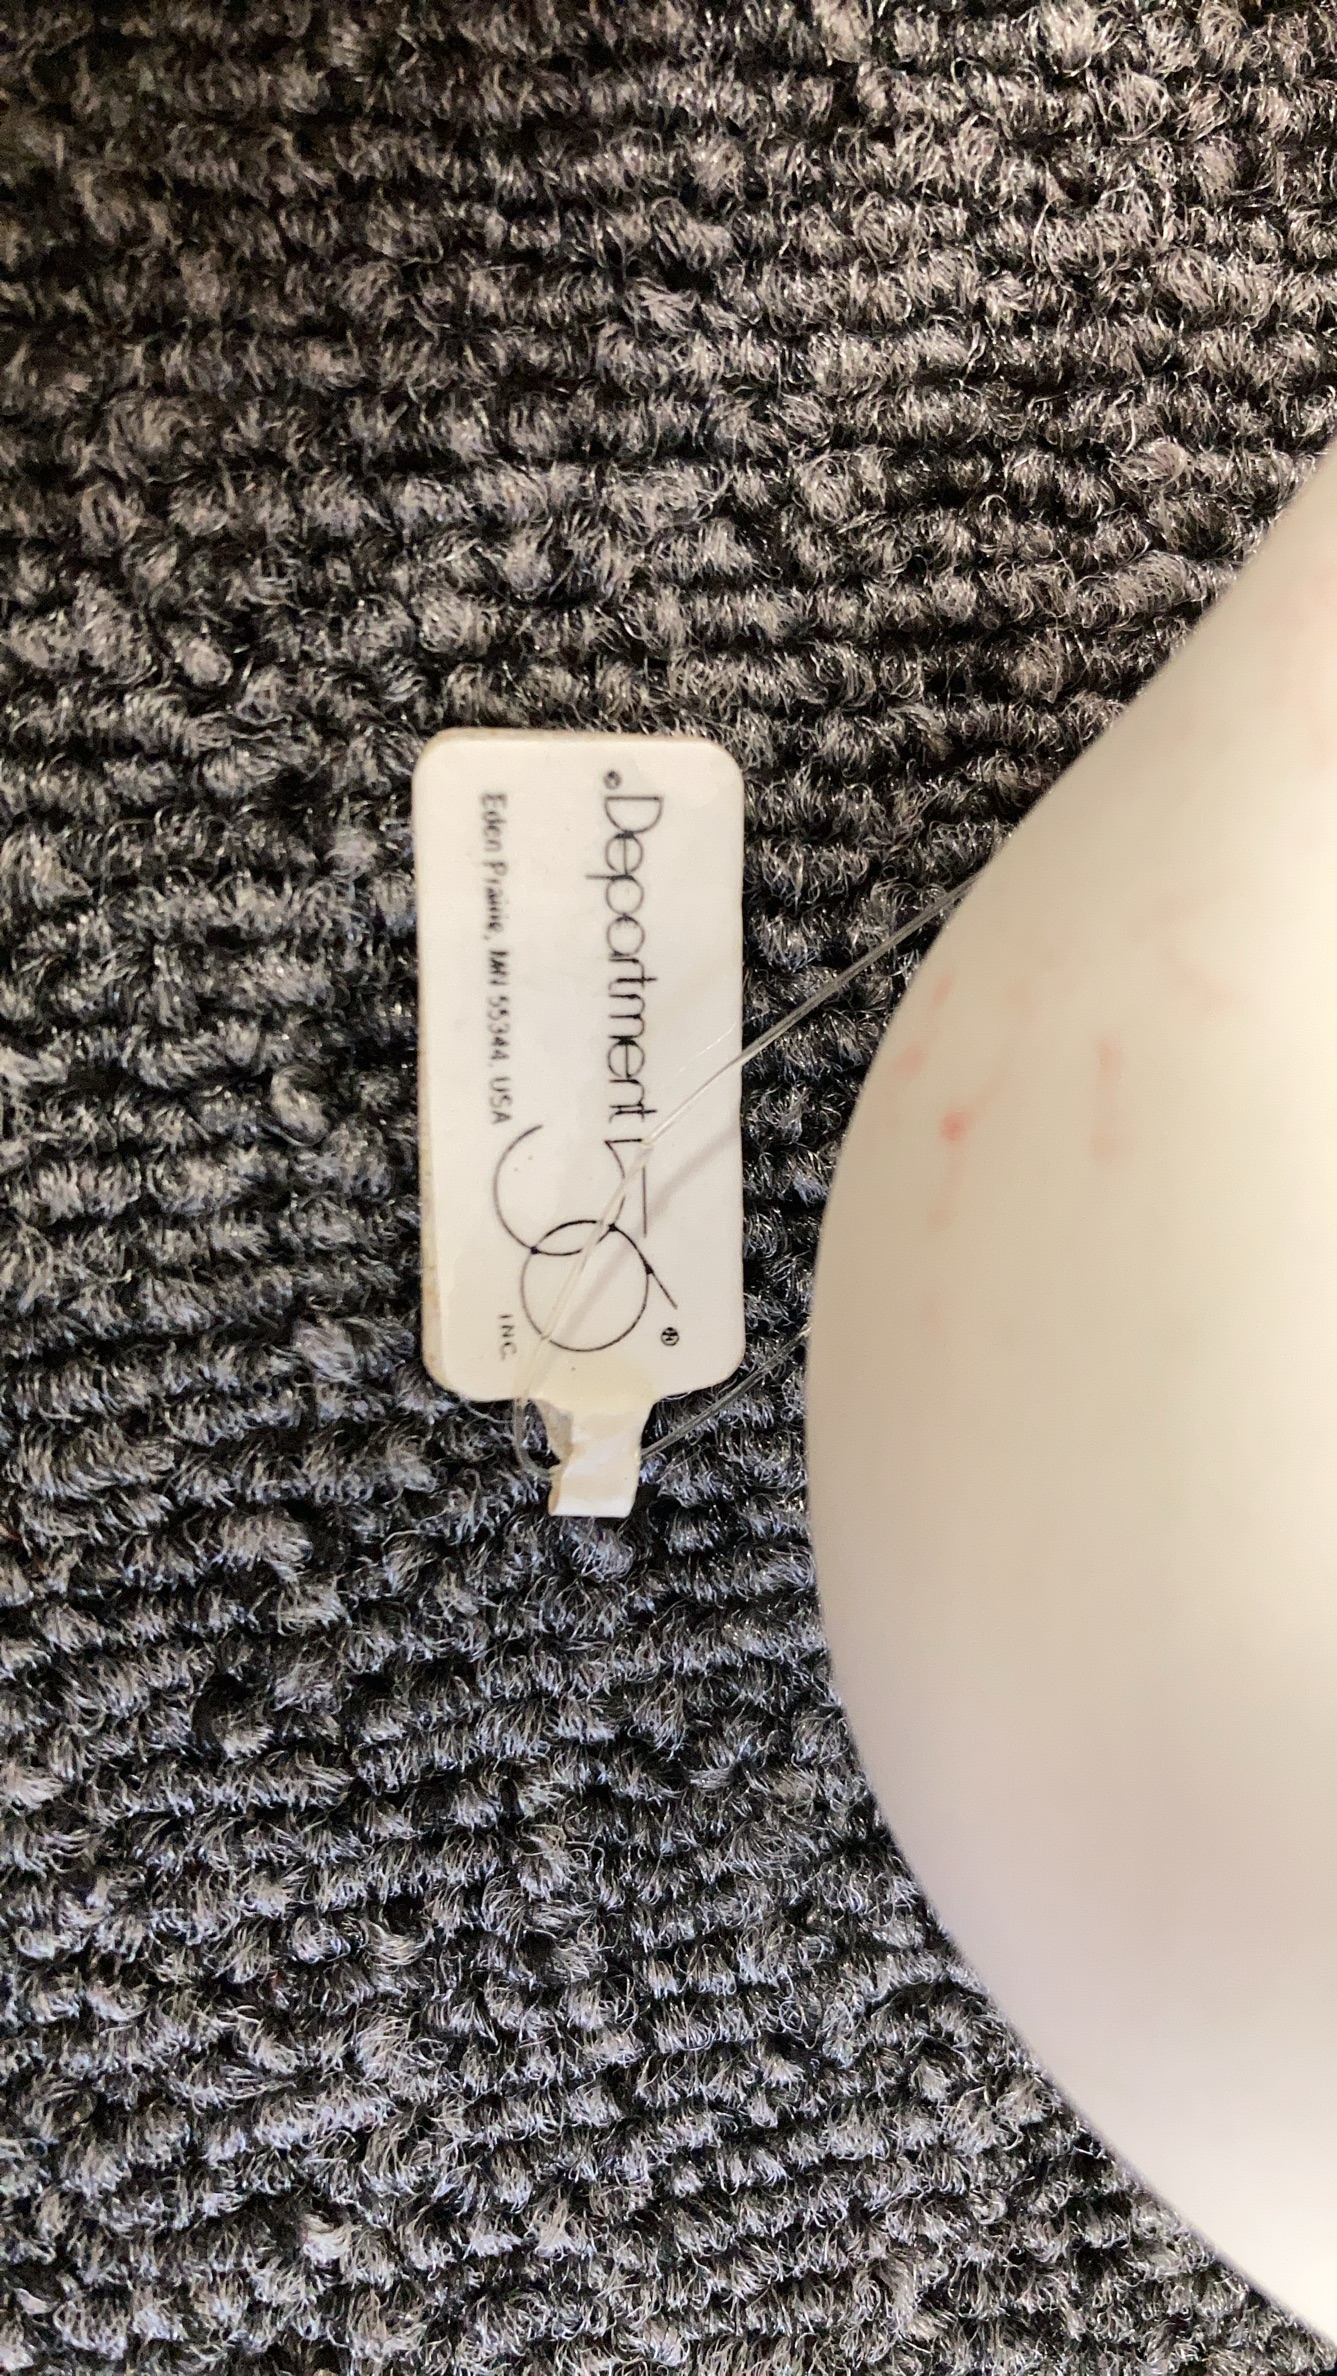 ©Department 56®
INC.
Eden Prairie, MN 55344, USA